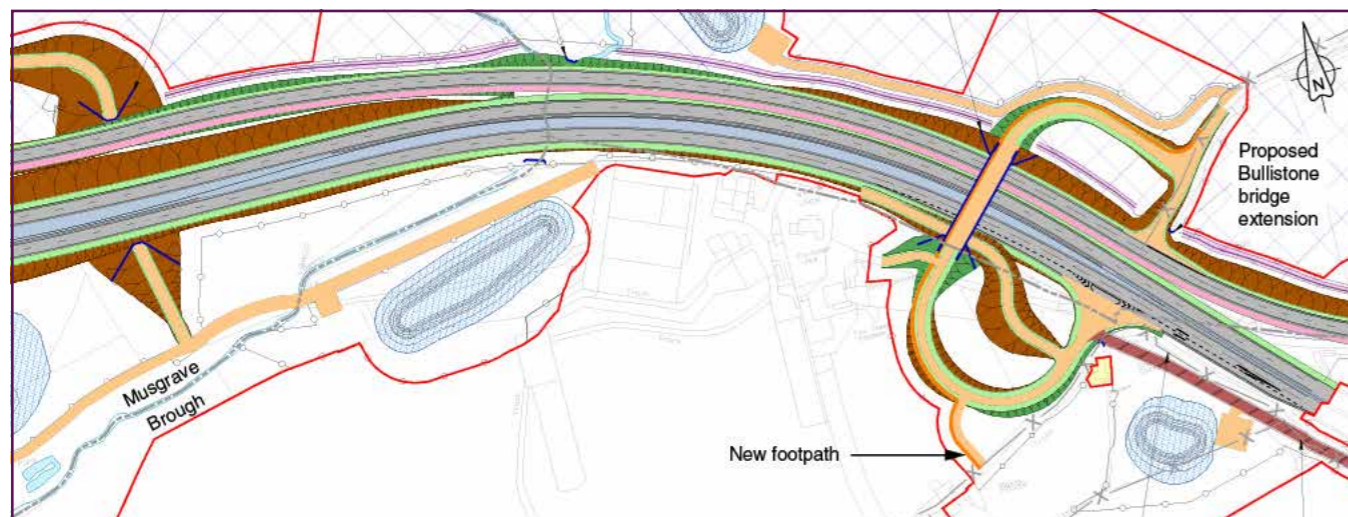 N
Proposed
Bullistone
bridge
extension
Musgrave
Brough
New footpath